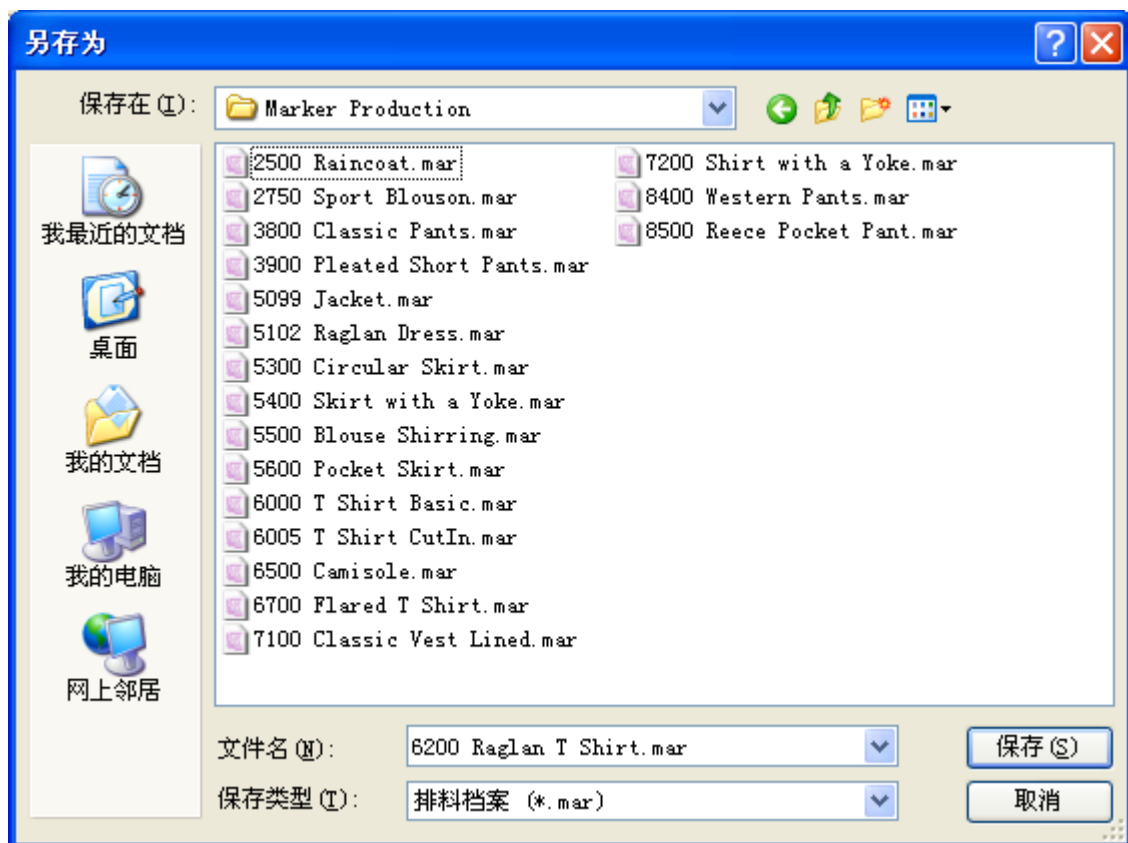 另存为
保存在(I):
Marker Production
2500 Raincoat.mar
2750 Sport Blouson.mar
3800 Classic Pants.mar
3900 Pleated Short Pants.mar
5099 Jacket.mar
5102 Raglan Dress.mar
5300 Circular Skirt.mar
5400 Skirt with a Yoke.mar
5500 Blouse Shirring.mar
5600 Pocket Skirt.mar
6000 T Shirt Basic.mar
6005 T Shirt CutIn.mar
6500 Camisole.mar
6700 Flared T Shirt.mar
7100 Classic Vest Lined.mar
7200 Shirt with a Yoke.mar
8400 Western Pants.mar
8500 Reece Pocket Pant.mar
我最近的文档
桌面
我的文档
我的电脑
网上邻居
文件名(N):
6200 Raglan T Shirt.mar
保存(S)
保存类型(T):
排料档案 (*.mar)
取消